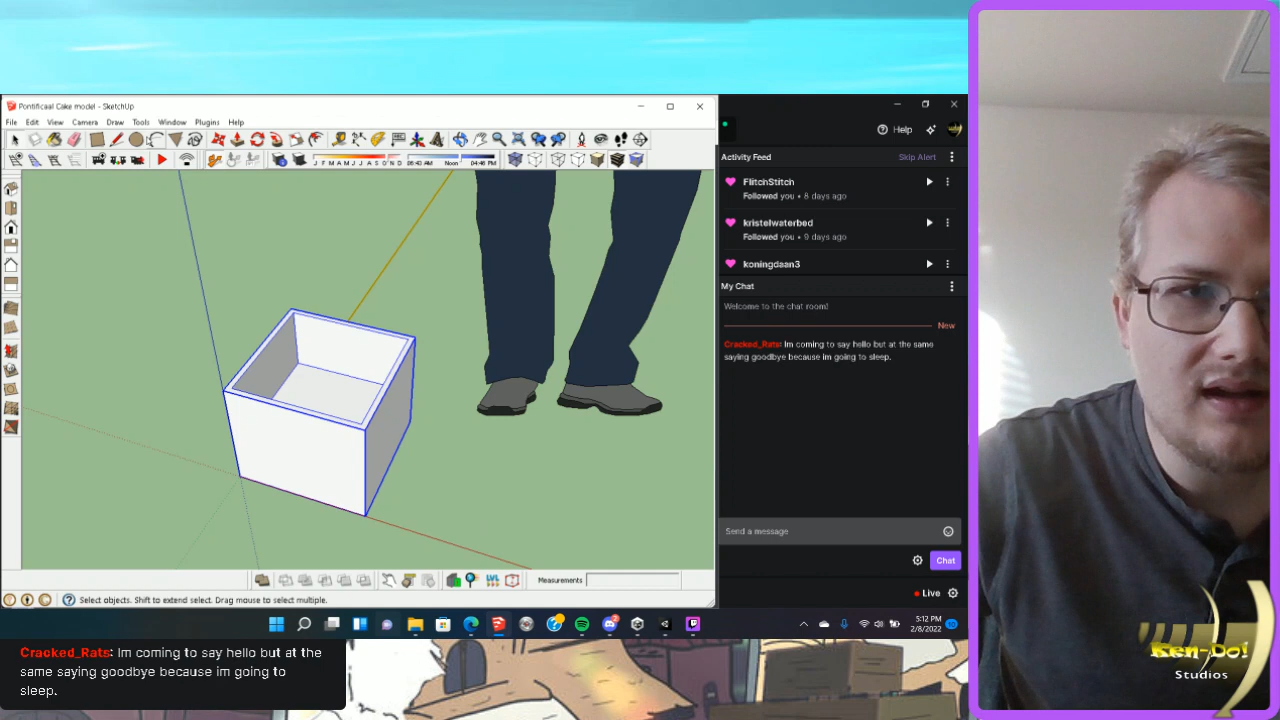 Pontificaal Cake model - SketchUp
File Edit View Camera Draw Tools Window Plugins Help
J F M A M J J A S O N D 06:43 AM Noon 04:46 PM
Help
Activity Feed Skip Alert
FlitchStitch
Followed you • 8 days ago
kristelwaterbed
Followed you • 9 days ago
koningdaan3
My Chat
Welcome to the chat room!
New
Cracked_Rats: Im coming to say hello but at the same
saying goodbye because im going to sleep.
Send a message
Chat
LVL
Measurements
Select objects. Shift to extend select. Drag mouse to select multiple.
Live
5:12 PM
2/8/2022
Cracked_Rats: Im coming to say hello but at the
same saying goodbye because im going to
sleep.
Ken-Do!
Studios